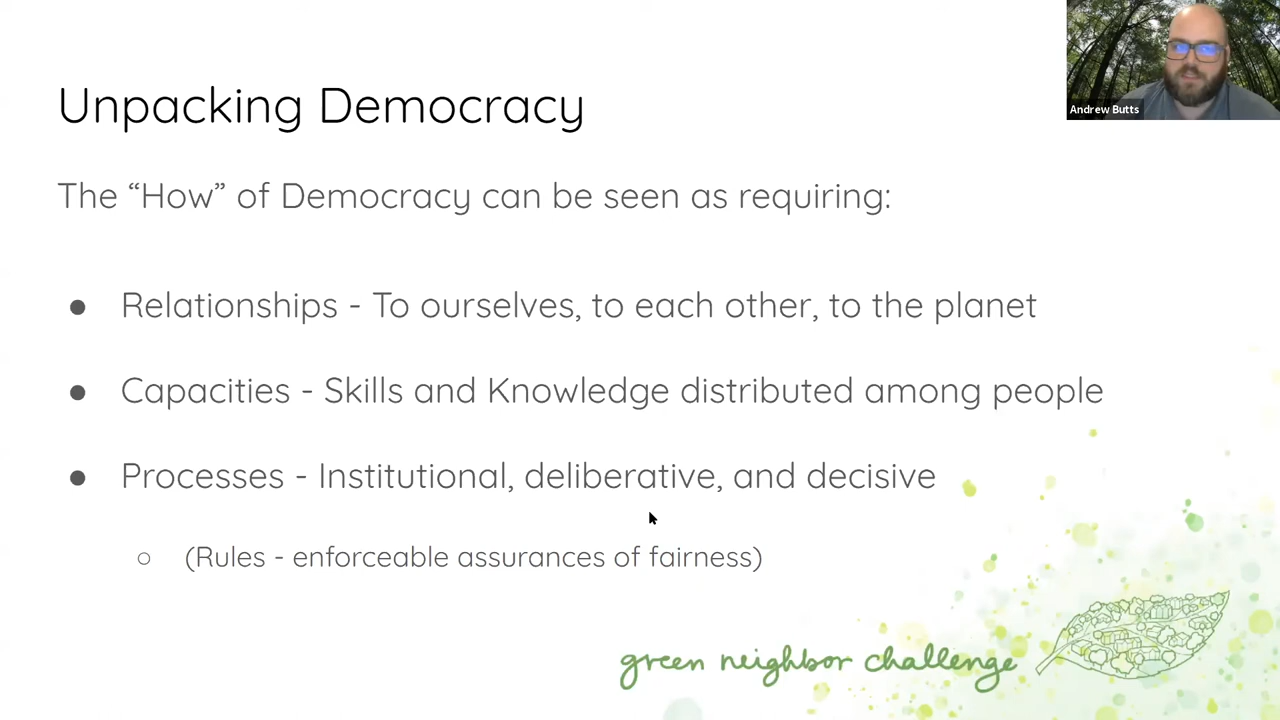 Unpacking Democracy
Andrew Butts
The “How” of Democracy can be seen as requiring:
● Relationships - To ourselves, to each other, to the planet
● Capacities - Skills and Knowledge distributed among people
● Processes - Institutional, deliberative, and decisive
○ (Rules - enforceable assurances of fairness)
green neighbor challenge